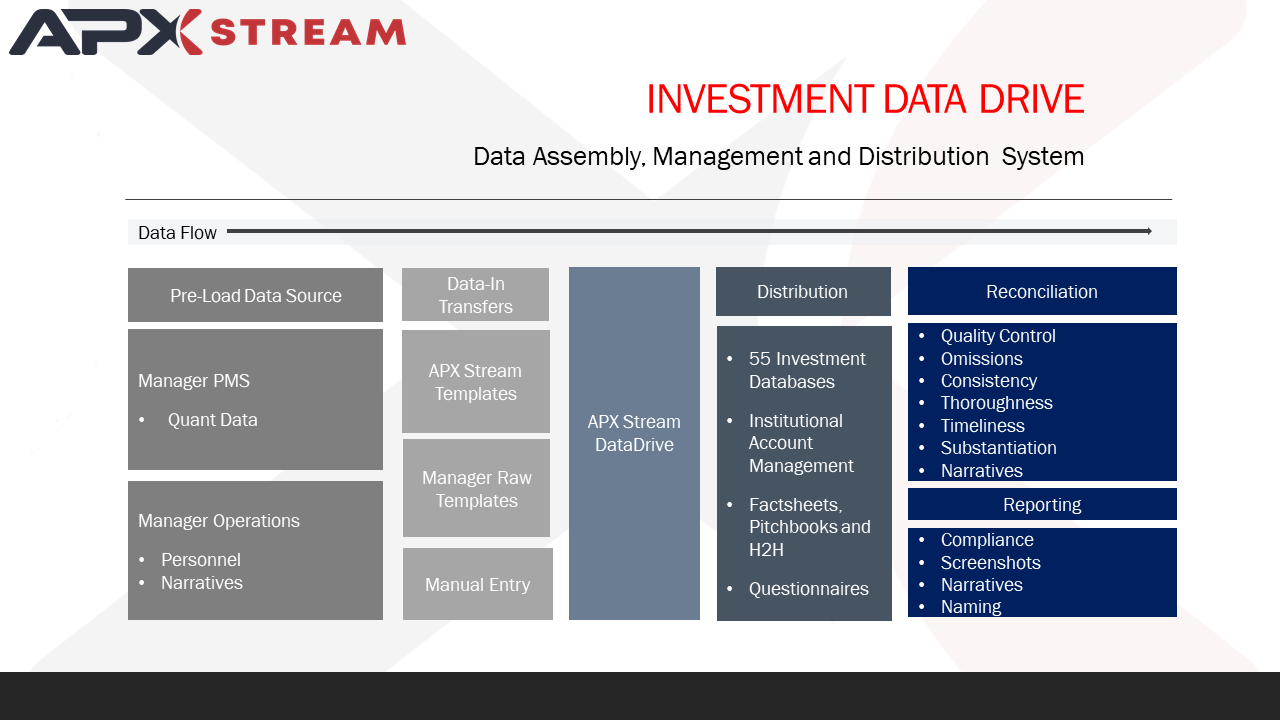 APX STREAM
INVESTMENT DATA DRIVE
Data Assembly, Management and Distribution System
Data Flow
Pre-Load Data Source
Manager PMS
• Quant Data
Manager Operations
• Personnel
• Narratives
Data-In
Transfers
APX Stream
Templates
Manager Raw
Templates
Manual Entry
APX Stream
DataDrive
Distribution
• 55 Investment
Databases
• Institutional
Account
Management
• Factsheets,
Pitchbooks and
H2H
• Questionnaires
Reconciliation
• Quality Control
• Omissions
• Consistency
• Thoroughness
• Timeliness
• Substantiation
• Narratives
Reporting
• Compliance
• Screenshots
• Narratives
• Naming